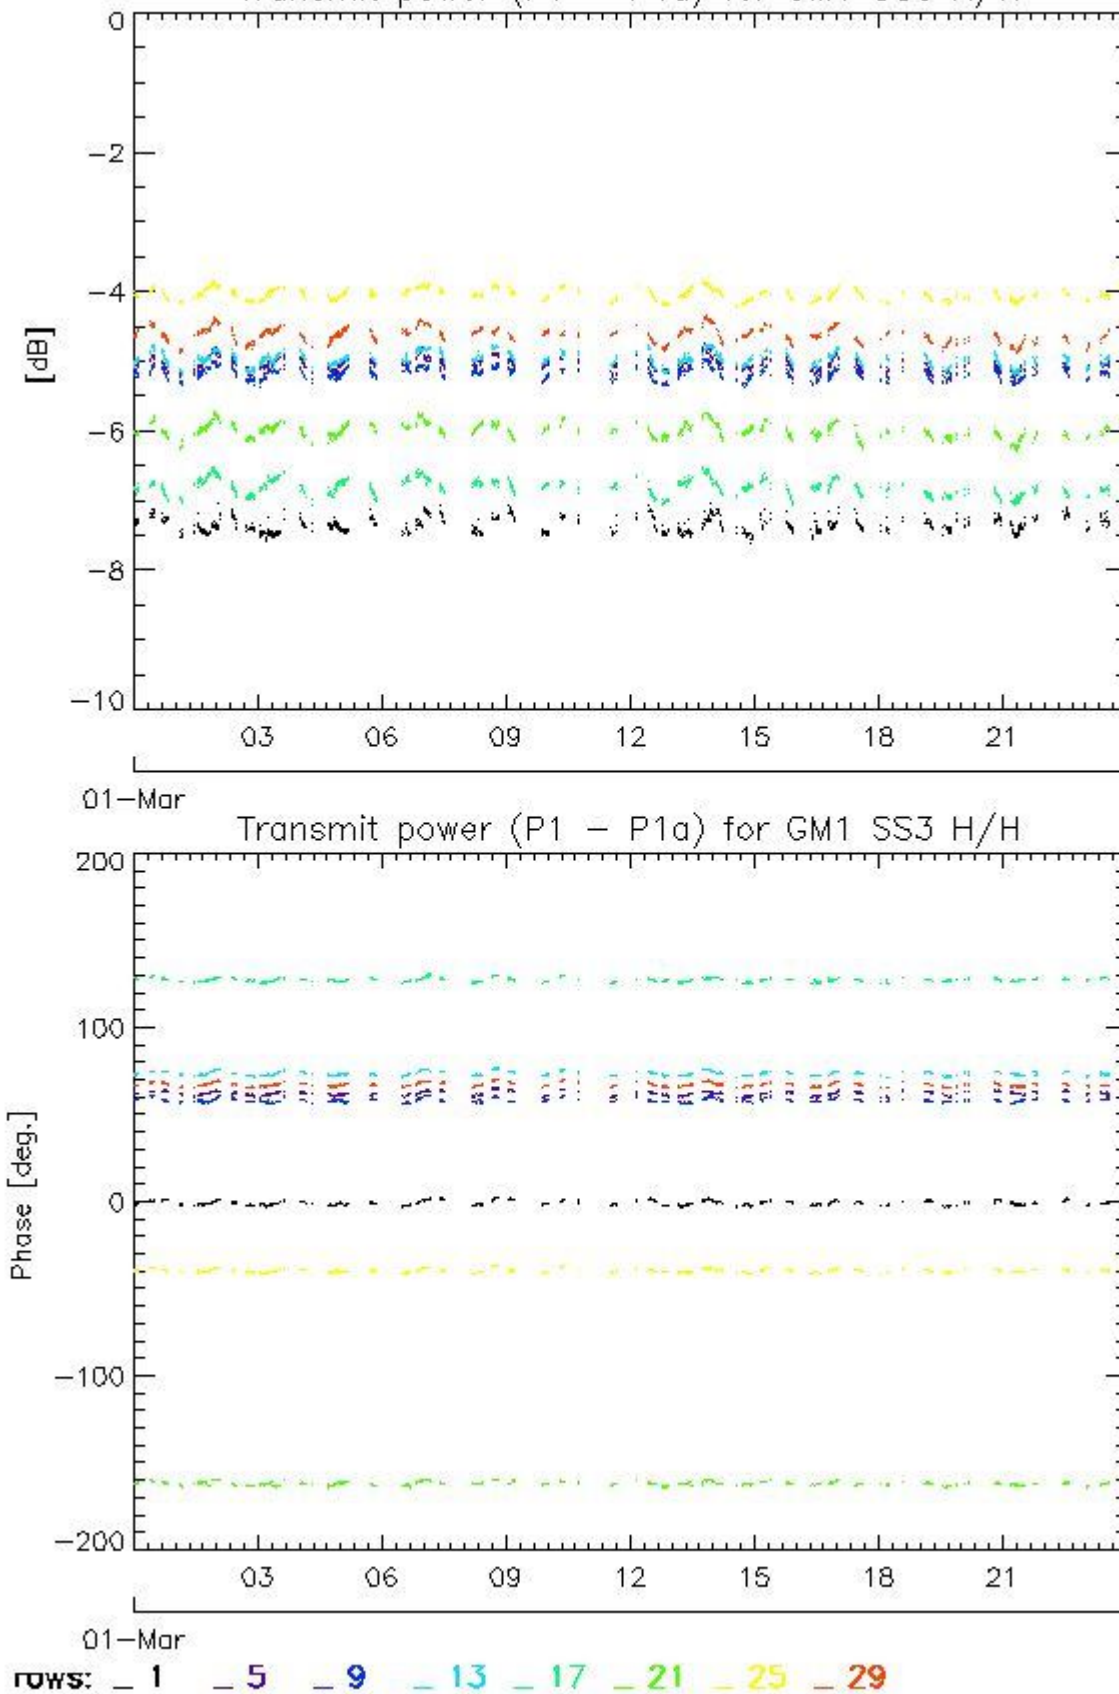 0
−2
−4
[dB]
−6
−8
−10
03 06 09 12 15 18 21
01−Mar
Transmit power (P1 − P1a) for GM1 SS3 H/H
200
100
Phase [deg.]
0
−100
−200
03 06 09 12 15 18 21
01−Mar
rows: _ 1 _ 5 _ 9 _ 13 _ 17 _ 21 _ 25 _ 29